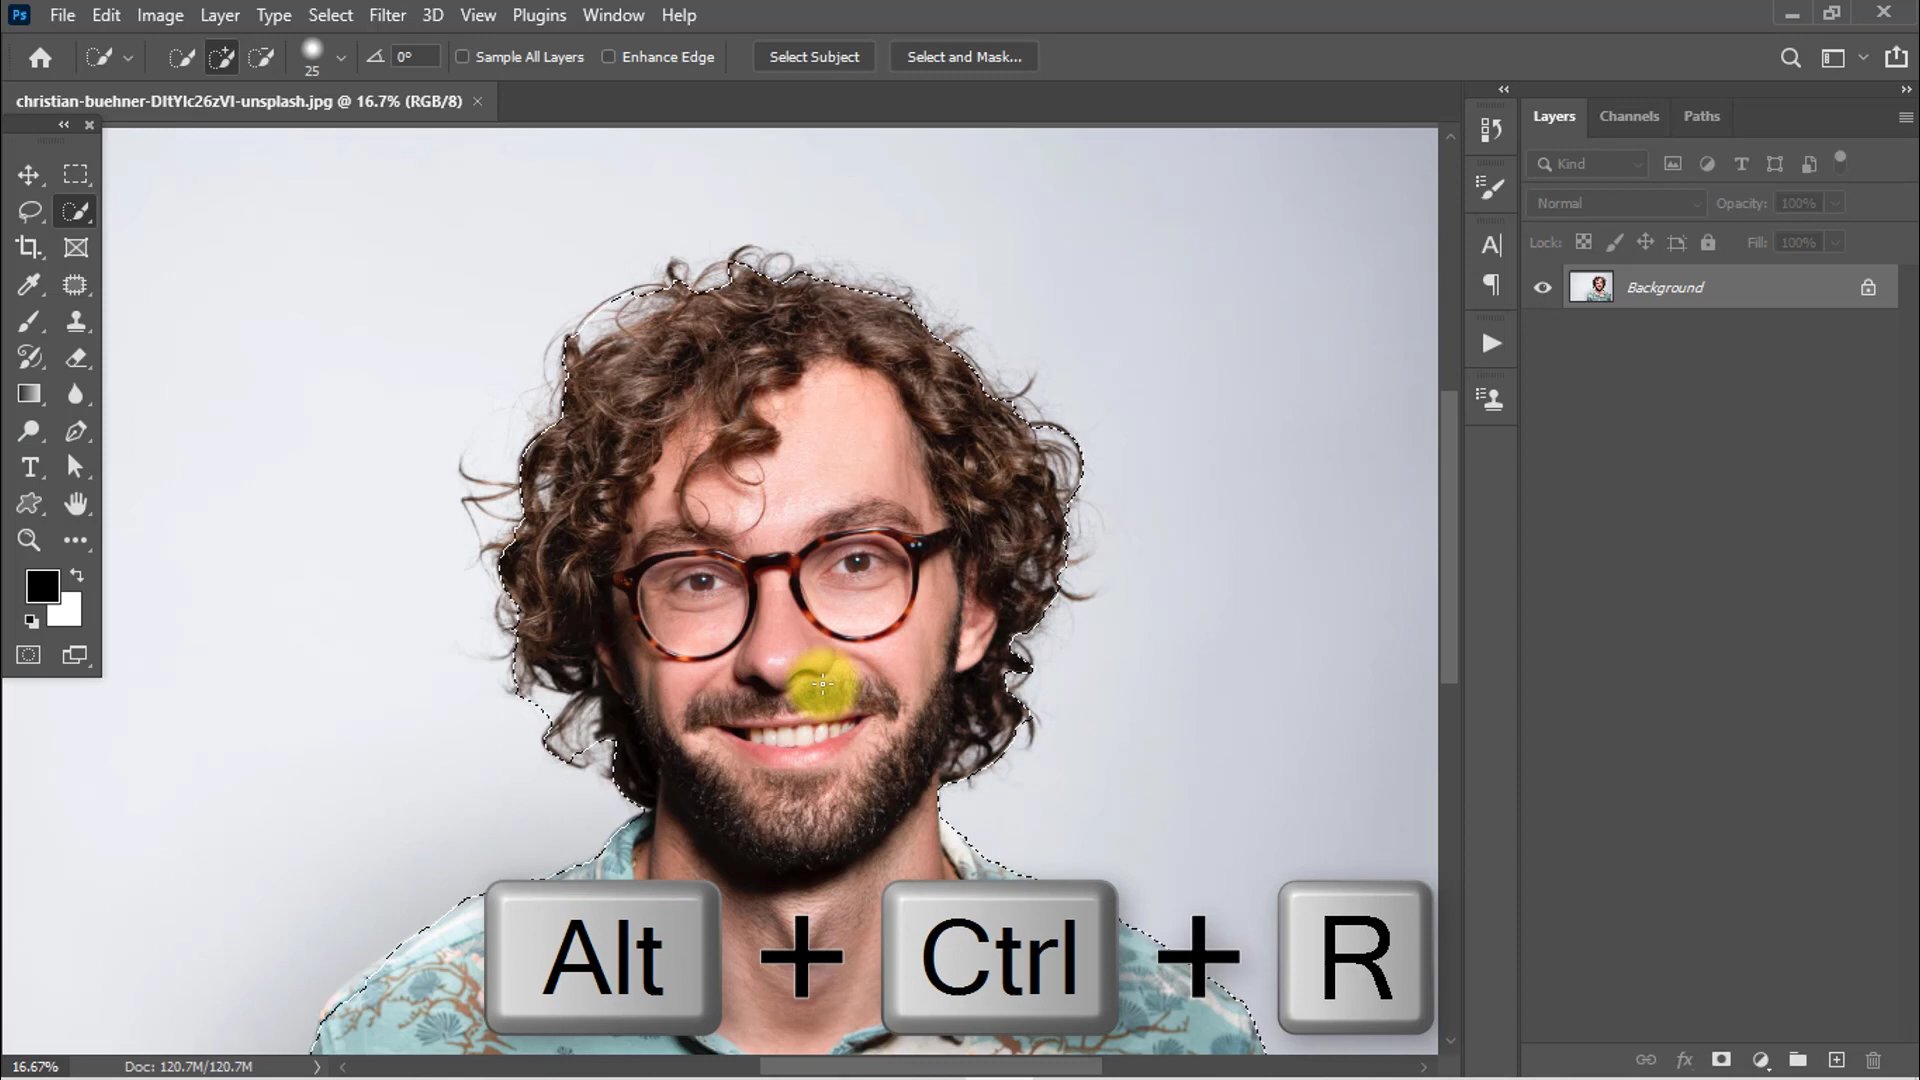 Ps File Edit Image Layer Type Select Filter 3D View Plugins Window Help
25 0° Sample All Layers Enhance Edge Select Subject Select and Mask...
christian-buehner-DItYlc26zVI-unsplash.jpg @ 16.7% (RGB/8) ×
Layers Channels Paths
Kind
Normal Opacity: 100%
Lock: Fill: 100%
Background
Alt + Ctrl + R
16.67% Doc: 120.7M/120.7M